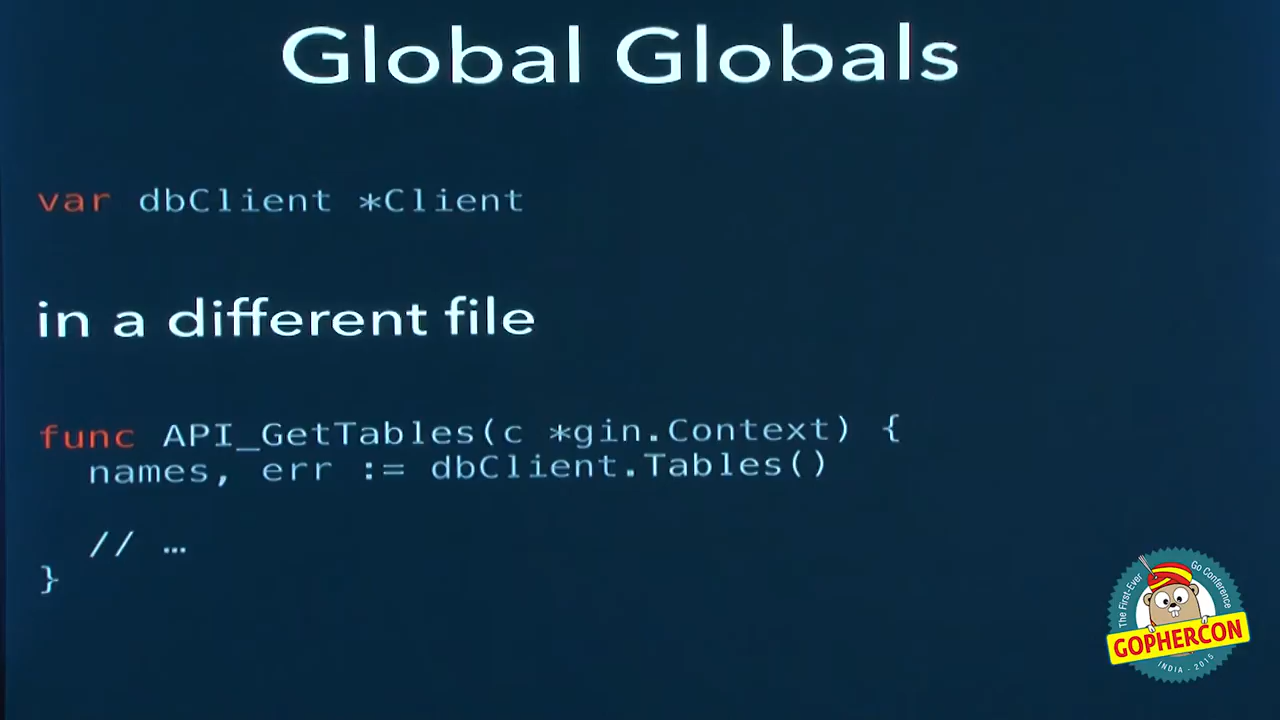 Global Globals
var dbClient *Client
in a different file
func API_GetTables(c *gin.Context) {
names, err := dbClient.Tables()
// …
}
The First-Ever Go Conference
GOPHERCON
INDIA - 2015